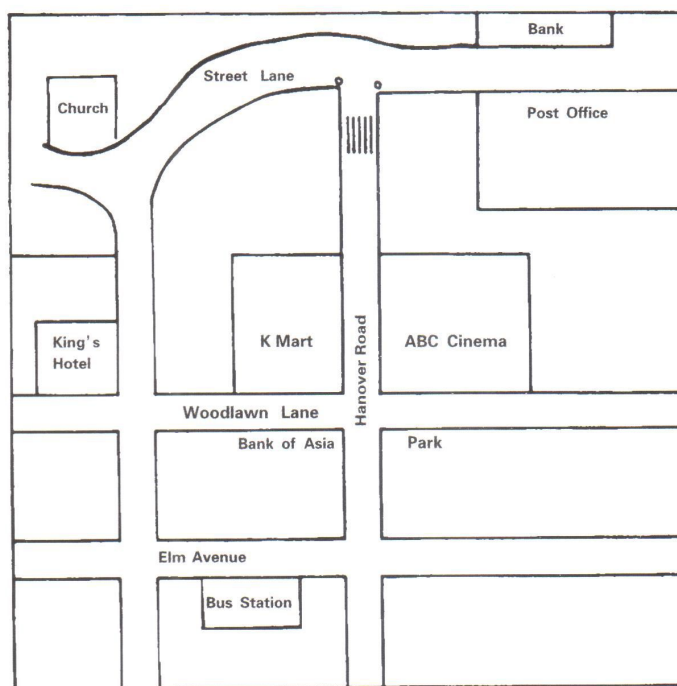 Bank
Street Lane
Church
Post Office
King's
Hotel
K Mart
Hanover Road
ABC Cinema
Woodlawn Lane
Bank of Asia
Park
Elm Avenue
Bus Station